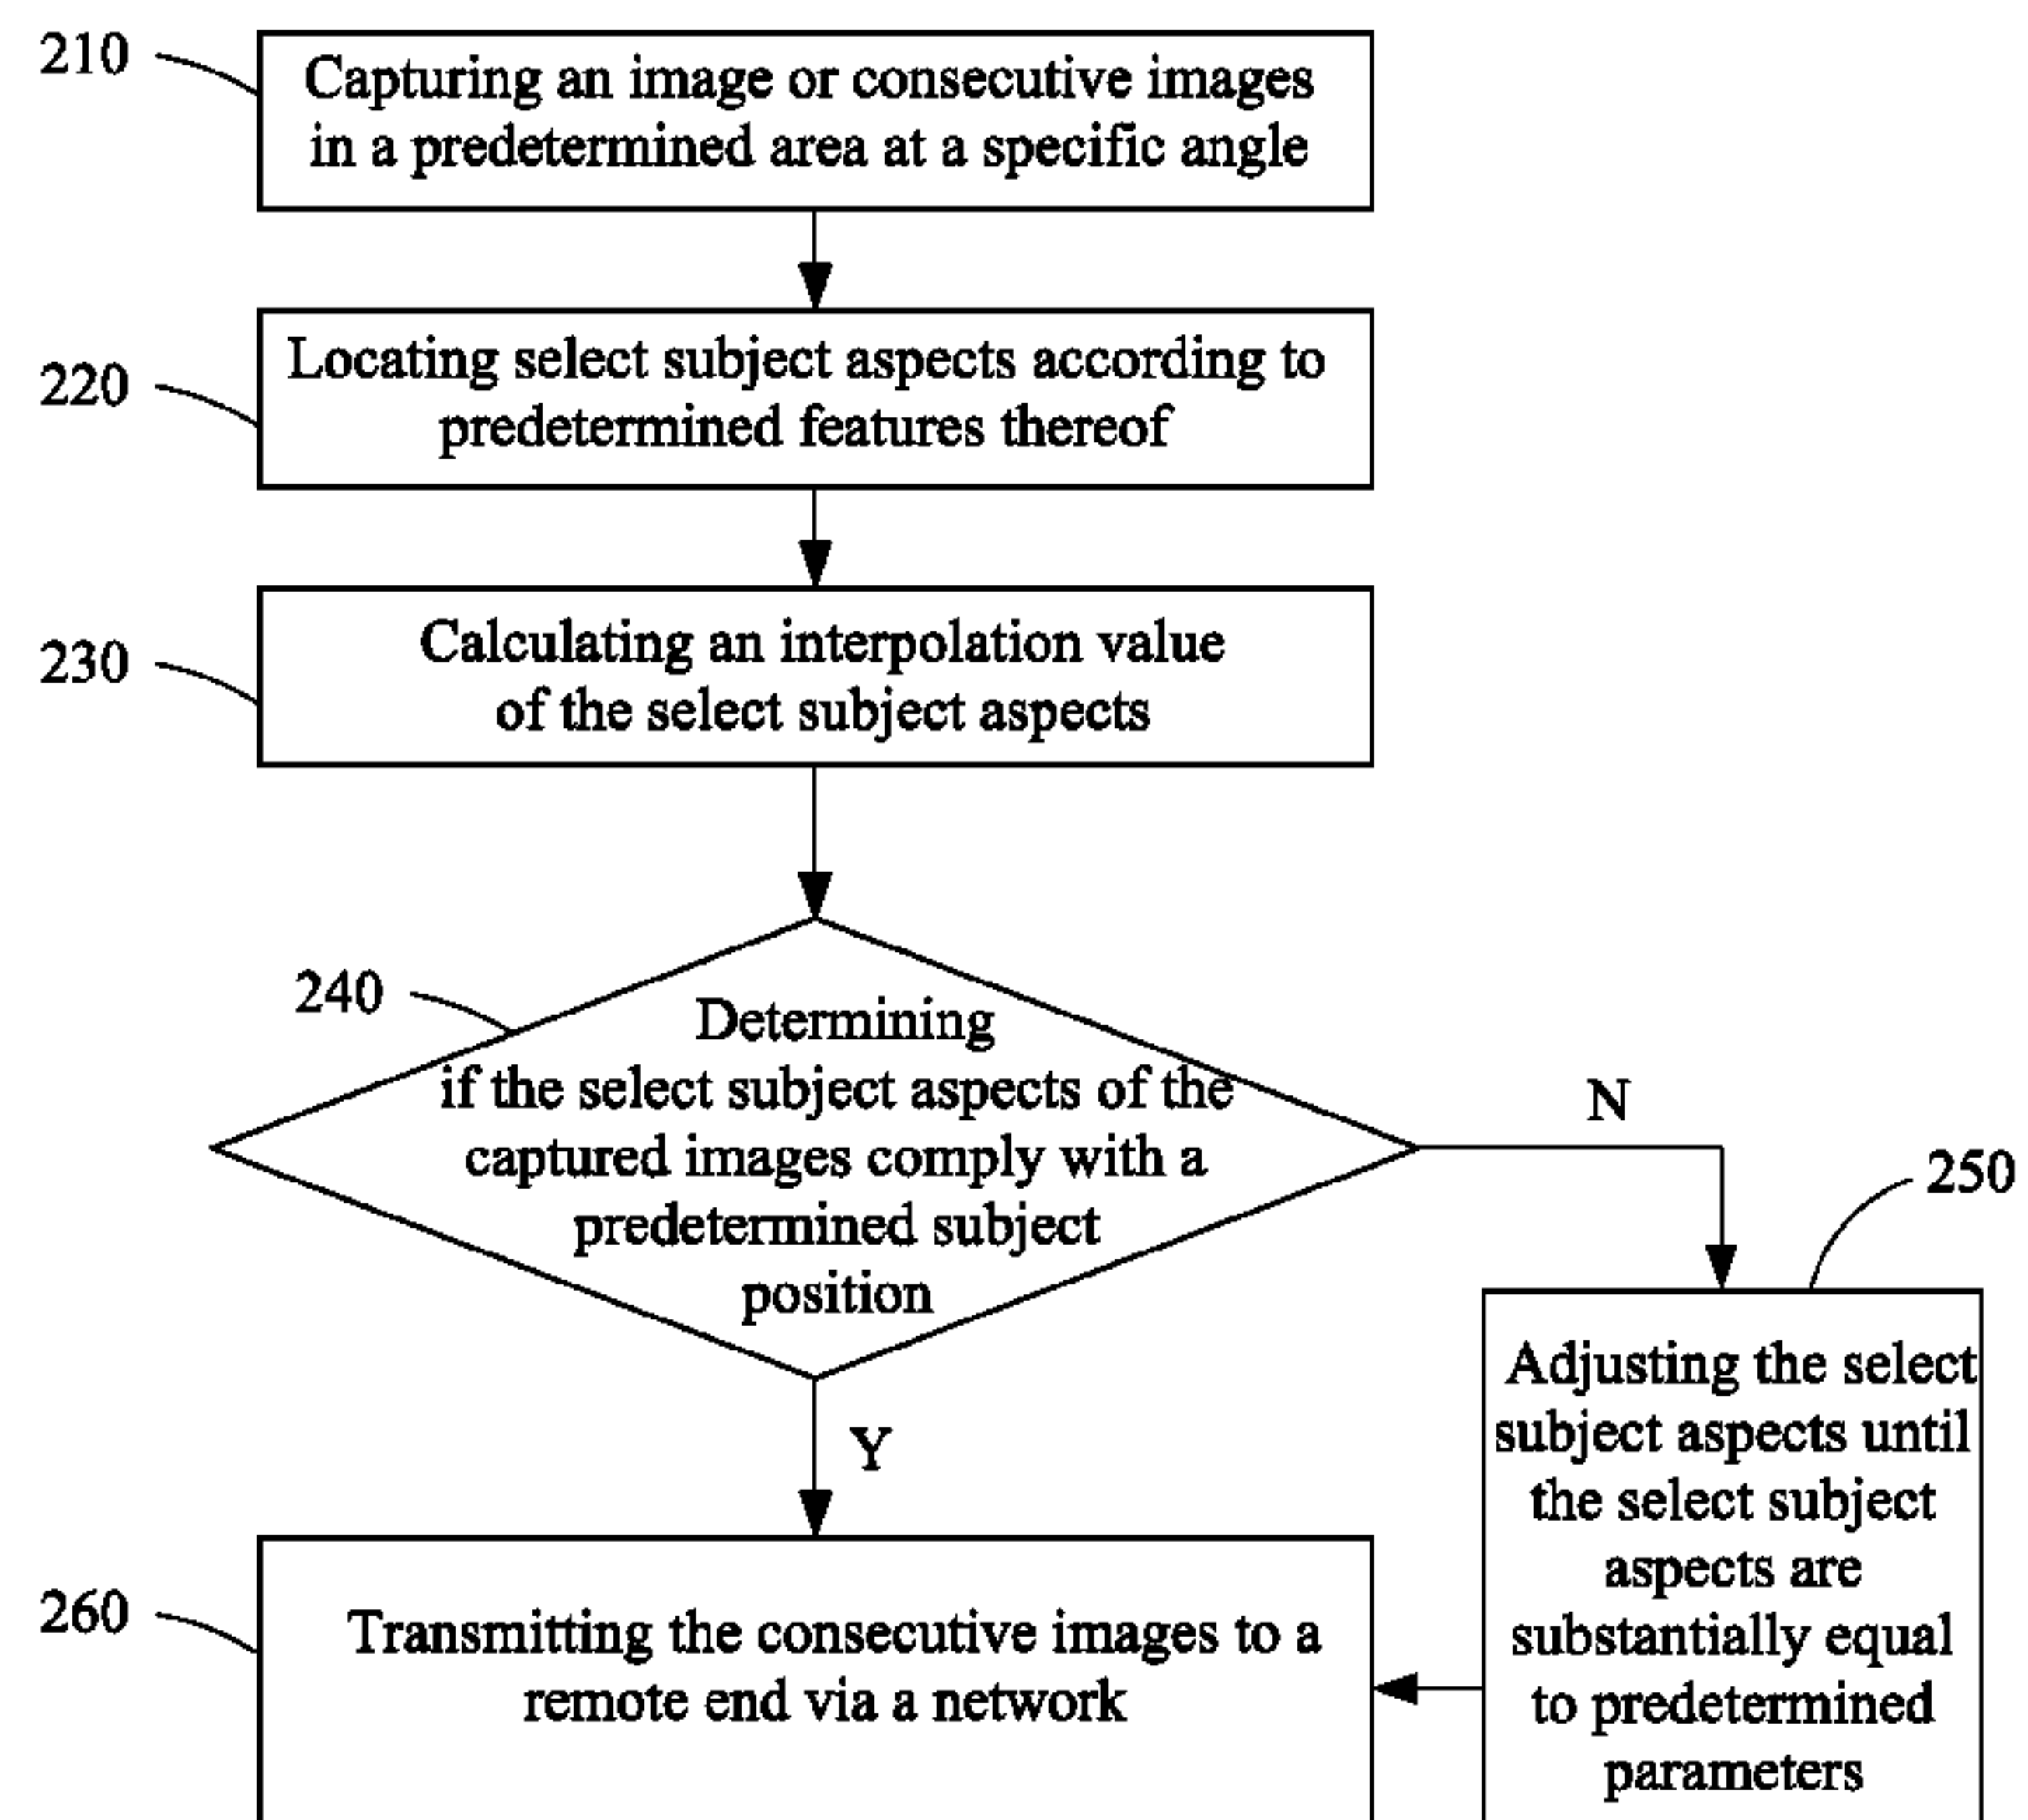 210
Capturing an image or consecutive images
in a predetermined area at a specific angle
220
Locating select subject aspects according to
predetermined features thereof
230
Calculating an interpolation value
of the select subject aspects
240
Determining
if the select subject aspects of the
captured images comply with a
predetermined subject
position
N
250
Adjusting the select
subject aspects until
the select subject
aspects are
substantially equal
to predetermined
parameters
Y
260
Transmitting the consecutive images to a
remote end via a network